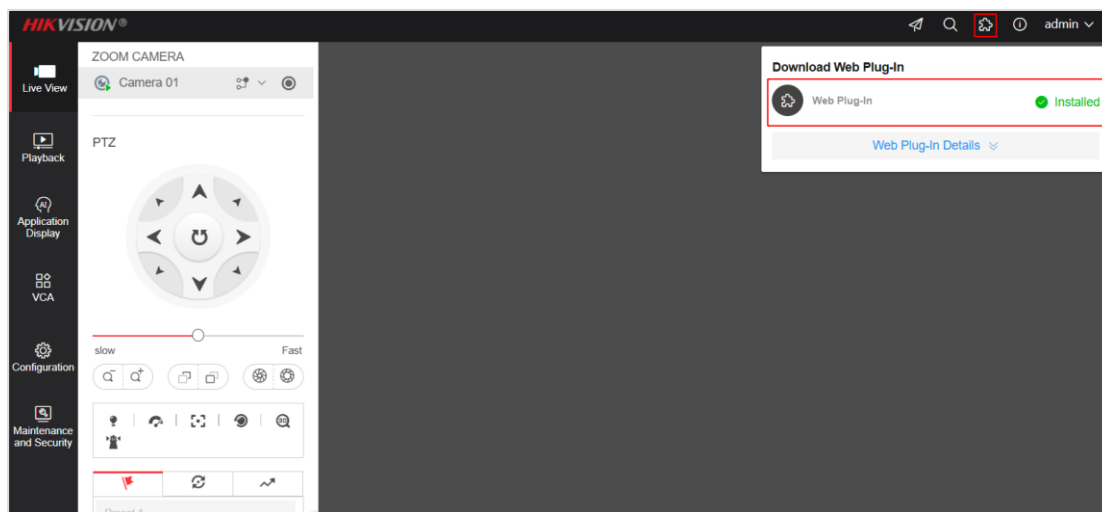 HIKVISION®
admin
ZOOM CAMERA
Camera 01
Live View
Download Web Plug-In
Web Plug-In
Installed
Web Plug-In Details
PTZ
Playback
Application
Display
VCA
slow
Fast
Configuration
Maintenance
and Security
3D